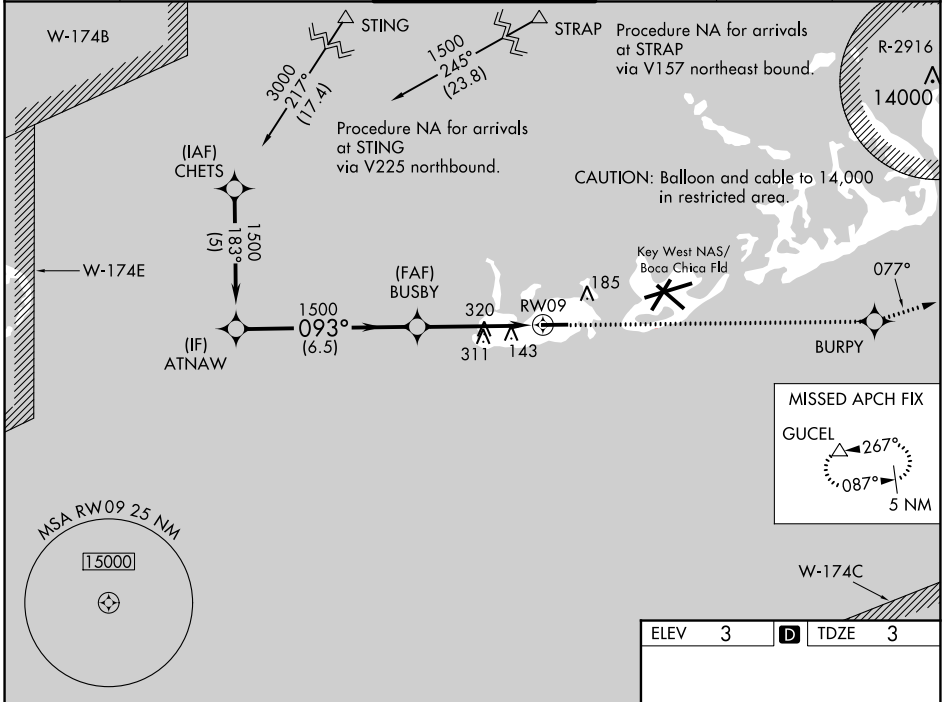 W-174B
STING
3000
217°
(17.4)
STRAP
1500
245°
(23.8)
Procedure NA for arrivals
at STRAP
via V157 northeast bound.
R-2916
14000
Procedure NA for arrivals
at STING
via V225 northbound.
(IAF)
CHETS
CAUTION: Balloon and cable to 14,000
in restricted area.
1500
183°
(5)
W-174E
Key West NAS/
Boca Chica Fld
077°
(FAF)
BUSBY
185
RW09
320
1500
093°
(6.5)
311
143
(IF)
ATNAW
BURPY
MISSED APCH FIX
GUCEL
267°
087°
5 NM
MSA RW09 25 NM
15000
W-174C
ELEV 3 D TDZE 3